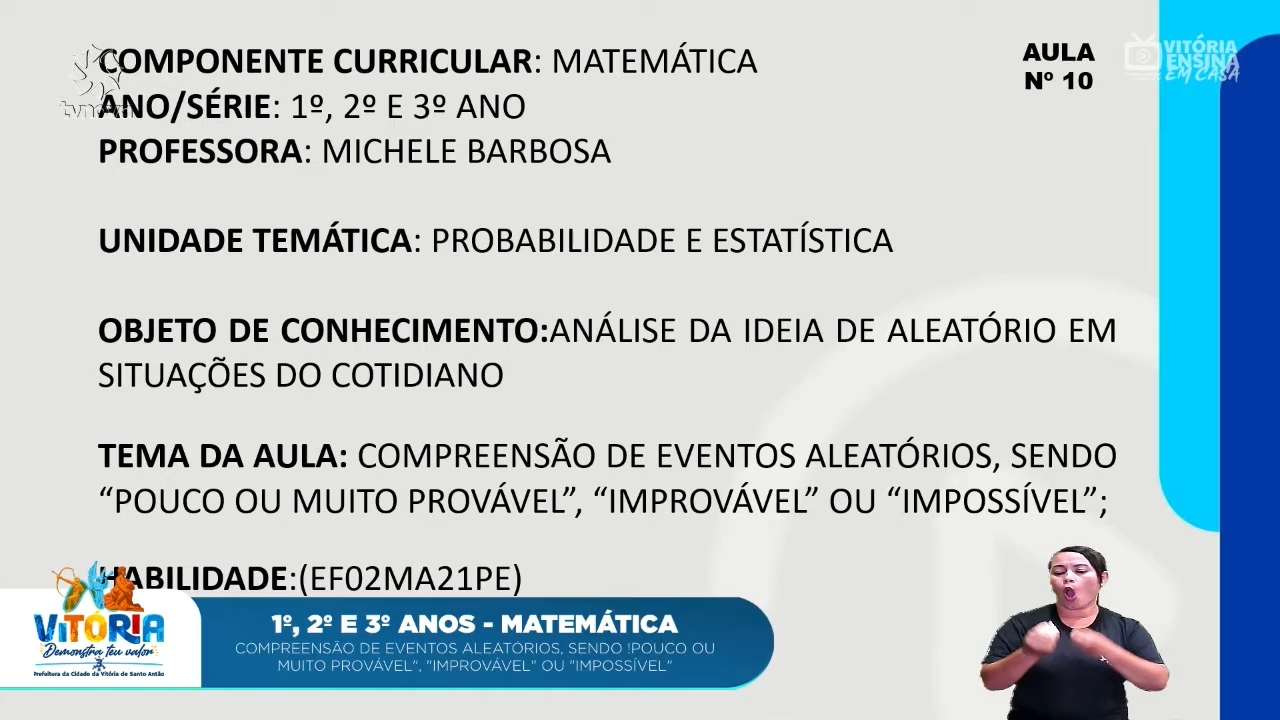 COMPONENTE CURRICULAR: MATEMÁTICA
ANO/SÉRIE: 1º, 2º E 3º ANO
PROFESSORA: MICHELE BARBOSA
AULA
Nº 10
VITÓRIA
ENSINA
EM CASA
tvnova
UNIDADE TEMÁTICA: PROBABILIDADE E ESTATÍSTICA
OBJETO DE CONHECIMENTO:ANÁLISE DA IDEIA DE ALEATÓRIO EM
SITUAÇÕES DO COTIDIANO
TEMA DA AULA: COMPREENSÃO DE EVENTOS ALEATÓRIOS, SENDO
“POUCO OU MUITO PROVÁVEL”, “IMPROVÁVEL” OU “IMPOSSÍVEL”;
HABILIDADE:(EF02MA21PE)
VITÓRIA
Demonstra teu valor
Prefeitura da Cidade da Vitória de Santo Antão
1º, 2º E 3º ANOS - MATEMÁTICA
COMPREENSÃO DE EVENTOS ALEATÓRIOS, SENDO !POUCO OU
MUITO PROVÁVEL", "IMPROVÁVEL" OU "IMPOSSÍVEL"